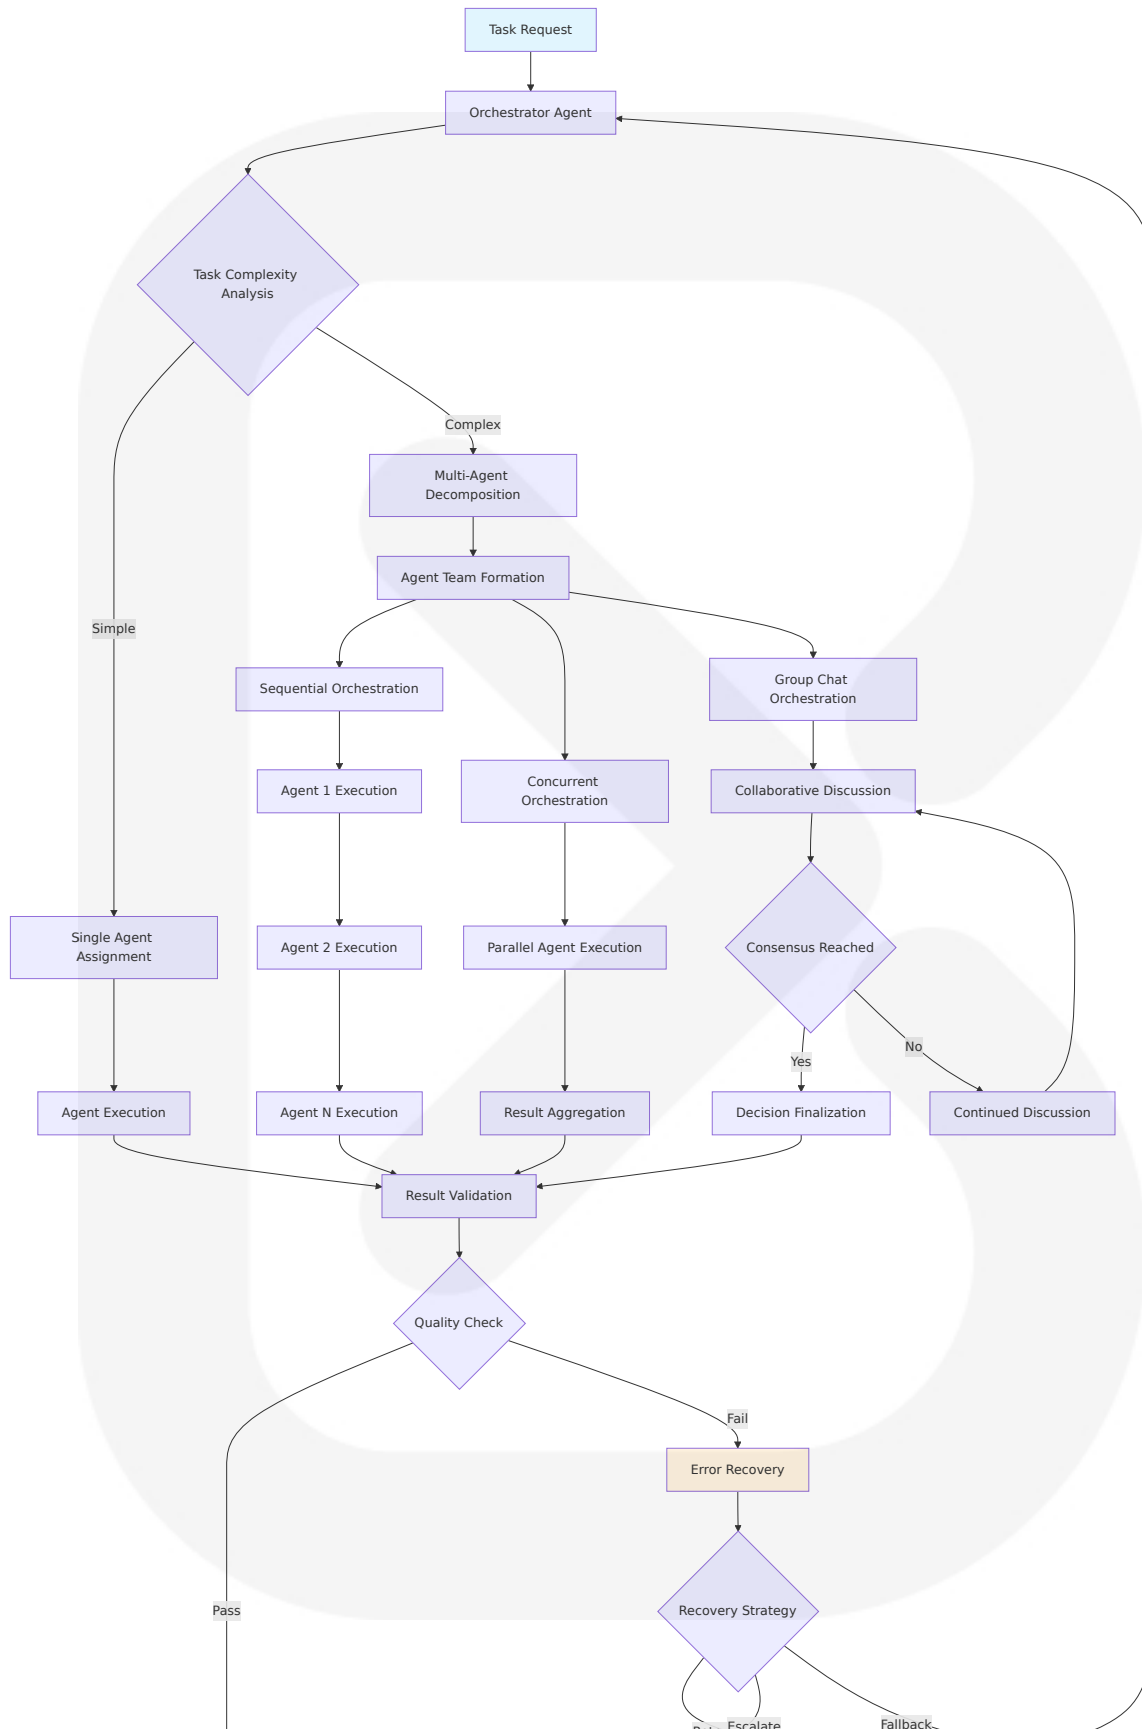 Task Request
Orchestrator Agent
Task Complexity
Analysis
Complex
Multi-Agent
Decomposition
Agent Team Formation
Simple
Sequential Orchestration
Group Chat
Orchestration
Agent 1 Execution
Concurrent
Orchestration
Collaborative Discussion
Single Agent
Assignment
Agent 2 Execution
Parallel Agent Execution
Consensus Reached
No
Yes
Agent Execution
Agent N Execution
Result Aggregation
Decision Finalization
Continued Discussion
Result Validation
Quality Check
Fail
Error Recovery
Pass
Recovery Strategy
Escalate
Fallback